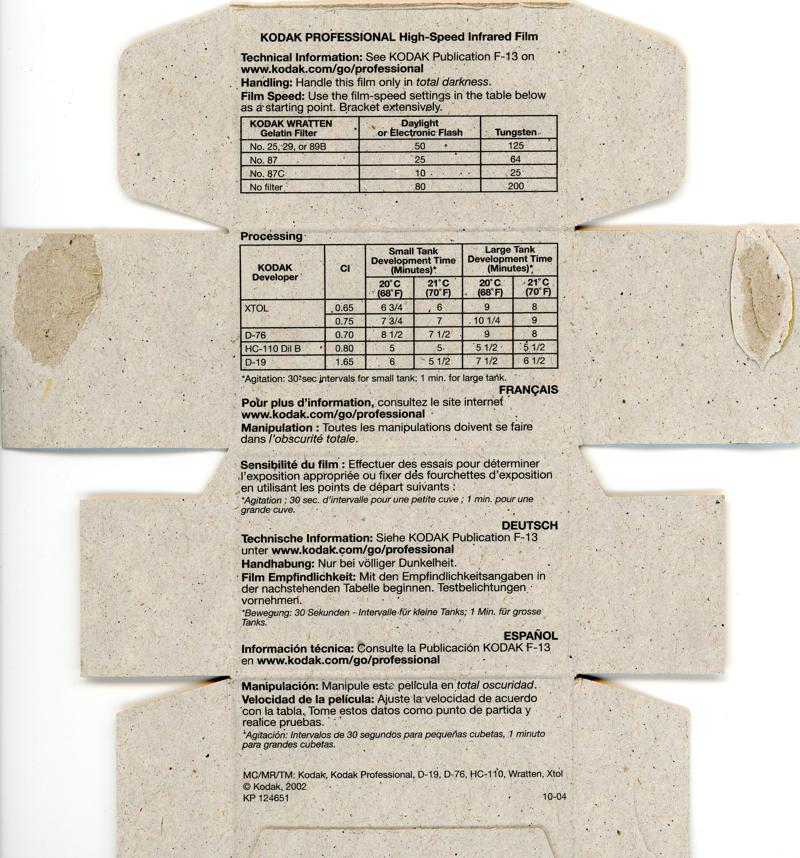 KODAK PROFESSIONAL High-Speed Infrared Film
Technical Information: See KODAK Publication F-13 on
www.kodak.com/go/professional
Handling: Handle this film only in total darkness.
Film Speed: Use the film-speed settings in the table below
as a starting point. Bracket extensively.
KODAK WRATTEN Gelatin Filter | Daylight or Electronic Flash | Tungsten
No. 25, 29, or 89B | 50 | 125
No. 87 | 25 | 64
No. 87C | 10 | 25
No filter | 80 | 200
Processing
KODAK Developer | CI | Small Tank Development Time (Minutes)* | Large Tank Development Time (Minutes)*
20°C (68°F) | 21°C (70°F) | 20°C (68°F) | 21°C (70°F)
XTOL | 0.65 | 6 3/4 | 6 | 9 | 8
0.75 | 7 3/4 | 7 | 10 1/4 | 9
D-76 | 0.70 | 8 1/2 | 7 1/2 | 9 | 8
HC-110 Dil B | 0.80 | 5 | 5 | 5 1/2 | 5 1/2
D-19 | 1.65 | 6 | 5 1/2 | 7 1/2 | 6 1/2
*Agitation: 30-sec intervals for small tank; 1 min. for large tank.
FRANÇAIS
Pour plus d'information, consultez le site internet
www.kodak.com/go/professional
Manipulation : Toutes les manipulations doivent se faire
dans l'obscurité totale.
Sensibilité du film : Effectuer des essais pour déterminer
l'exposition appropriée ou fixer des fourchettes d'exposition
en utilisant les points de départ suivants :
*Agitation : 30 sec. d'intervalle pour une petite cuve ; 1 min. pour une
grande cuve.
DEUTSCH
Technische Information: Siehe KODAK Publication F-13
unter www.kodak.com/go/professional
Handhabung: Nur bei völliger Dunkelheit.
Film Empfindlichkeit: Mit den Empfindlichkeitsangaben in
der nachstehenden Tabelle beginnen. Testbelichtungen
vornehmen.
*Bewegung: 30 Sekunden - Intervalle für kleine Tanks; 1 Min. für grosse
Tanks.
ESPAÑOL
Información técnica: Consulte la Publicación KODAK F-13
en www.kodak.com/go/professional
Manipulación: Manipule esta película en total oscuridad.
Velocidad de la película: Ajuste la velocidad de acuerdo
con la tabla. Tome estos datos como punto de partida y
realice pruebas.
*Agitación: Intervalos de 30 segundos para pequeñas cubetas, 1 minuto
para grandes cubetas.
MC/MR/TM: Kodak, Kodak Professional, D-19, D-76, HC-110, Wratten, Xtol
© Kodak, 2002
KP 124651 10-04